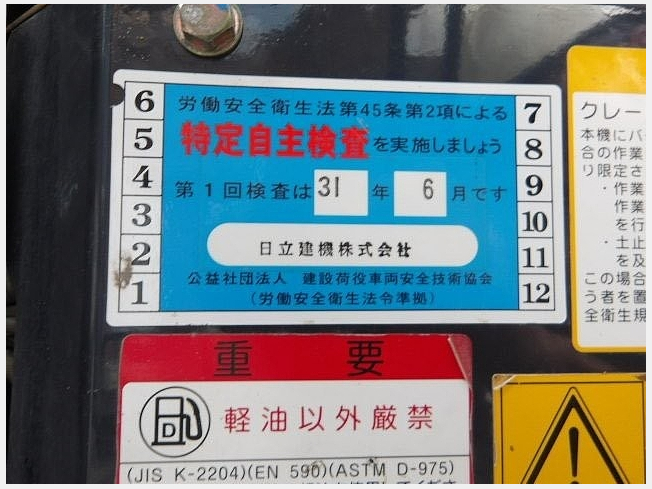 6
5
4
3
2
1
労働安全衛生法第45条第2項による
特定自主検査を実施しましょう
第1回検査は 31 年 6 月です
日立建機株式会社
公益社団法人 建設荷役車両安全技術協会
(労働安全衛生法令準拠)
7
8
9
10
11
12
クレー
本機にバ
合の作業
リ限定さ
・作業
作業
を行
・土止
を及
この場合
う者を置
全衛生規
重 要
D
軽油以外厳禁
(JIS K-2204)(EN 590)(ASTM D-975)